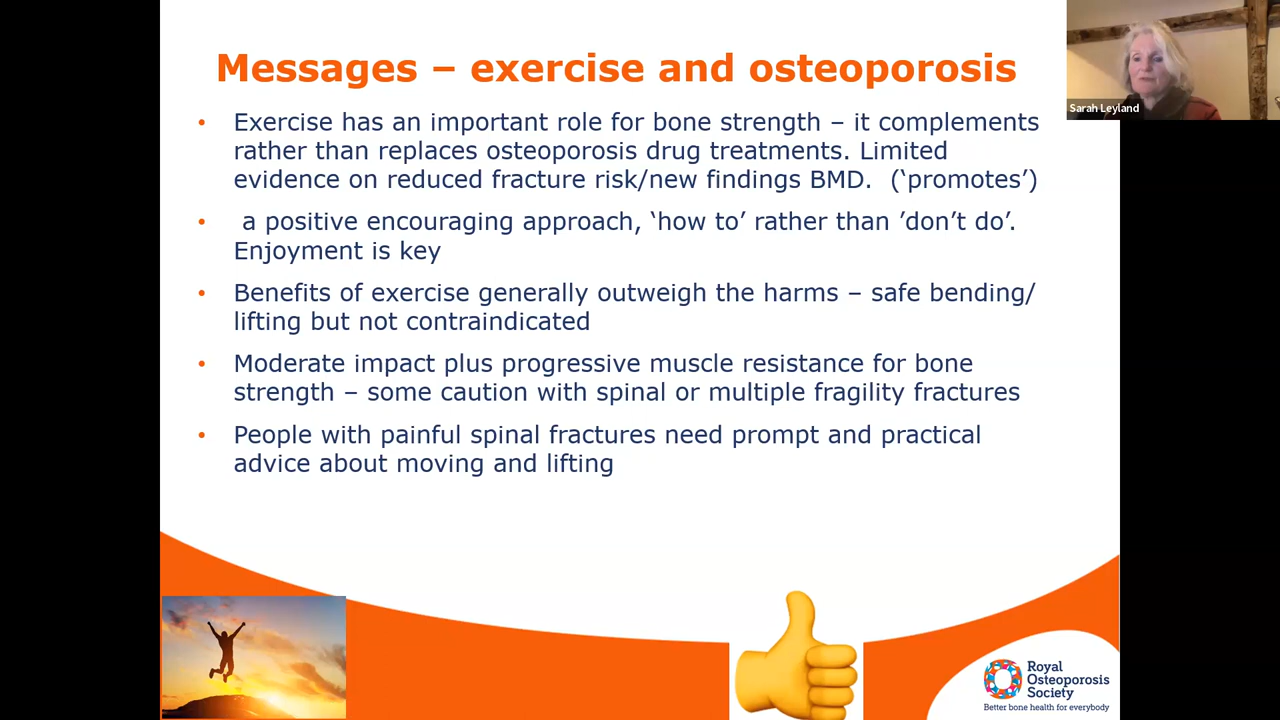 Messages – exercise and osteoporosis
Sarah Leyland
• Exercise has an important role for bone strength – it complements
rather than replaces osteoporosis drug treatments. Limited
evidence on reduced fracture risk/new findings BMD.  (‘promotes’)
• a positive encouraging approach, ‘how to’ rather than ’don’t do’.
Enjoyment is key
• Benefits of exercise generally outweigh the harms – safe bending/
lifting but not contraindicated
• Moderate impact plus progressive muscle resistance for bone
strength – some caution with spinal or multiple fragility fractures
• People with painful spinal fractures need prompt and practical
advice about moving and lifting
Royal
Osteoporosis
Society
Better bone health for everybody